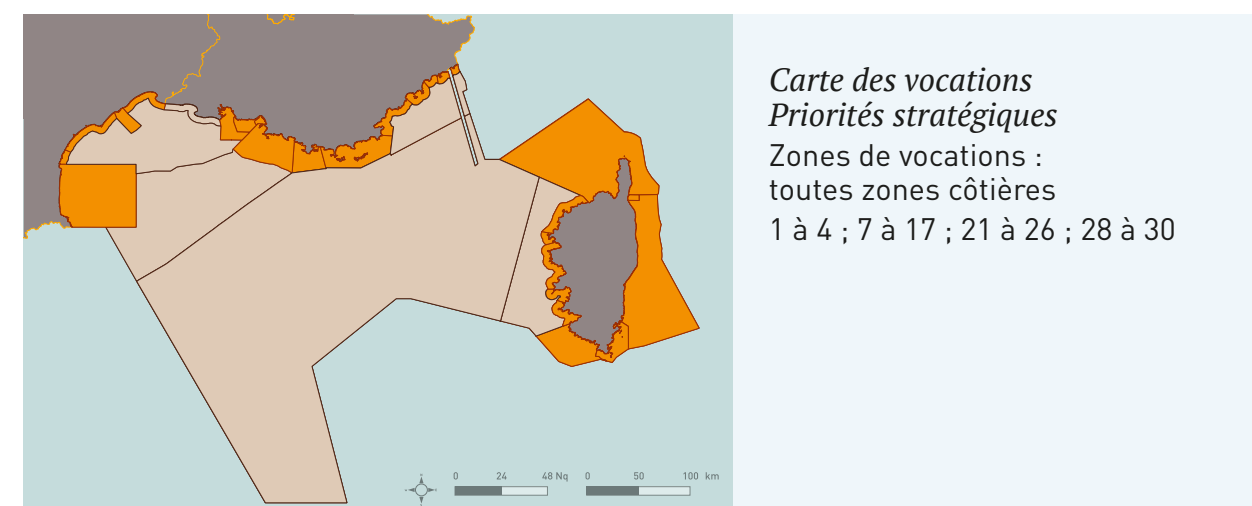 Carte des vocations
Priorités stratégiques
Zones de vocations :
toutes zones côtières
1 à 4 ; 7 à 17 ; 21 à 26 ; 28 à 30
0 24 48 Nq 0 50 100 km